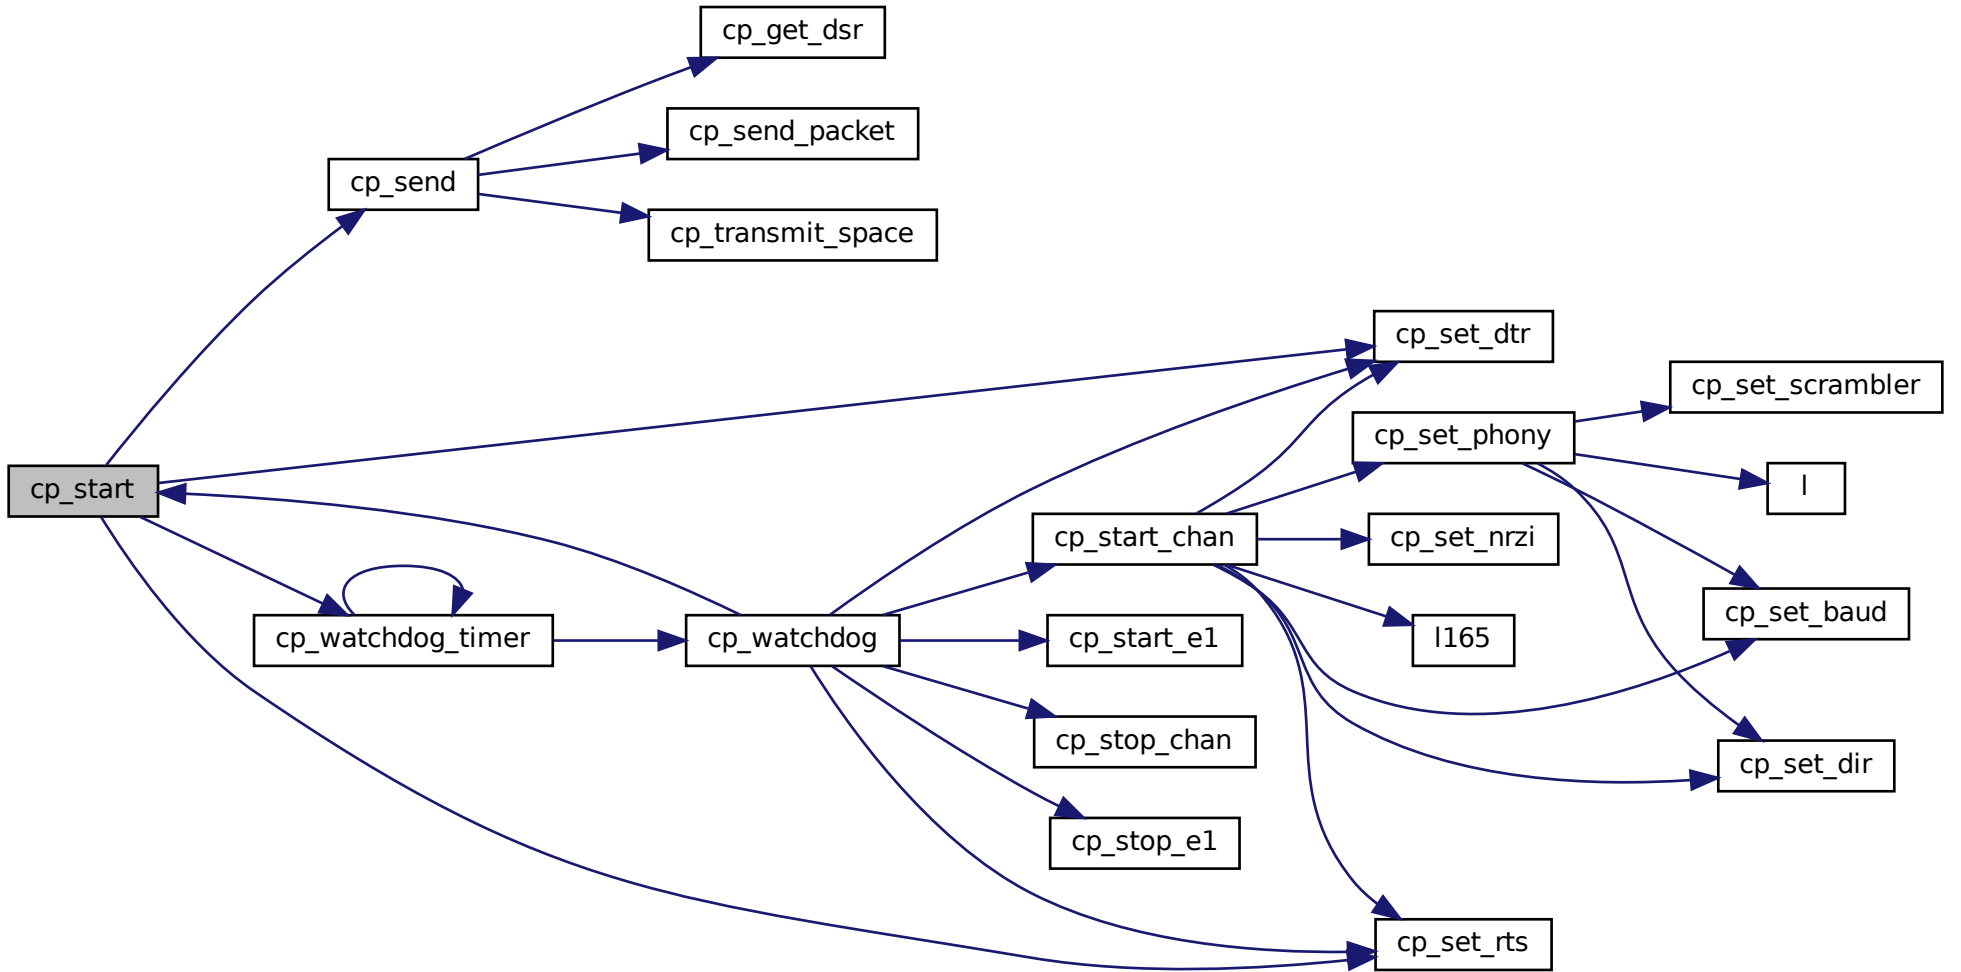 cp_get_dsr
cp_send_packet
cp_send
cp_transmit_space
cp_set_dtr
cp_set_scrambler
cp_set_phony
cp_start
l
cp_start_chan
cp_set_nrzi
cp_set_baud
cp_watchdog_timer
cp_watchdog
cp_start_e1
l165
cp_stop_chan
cp_set_dir
cp_stop_e1
cp_set_rts